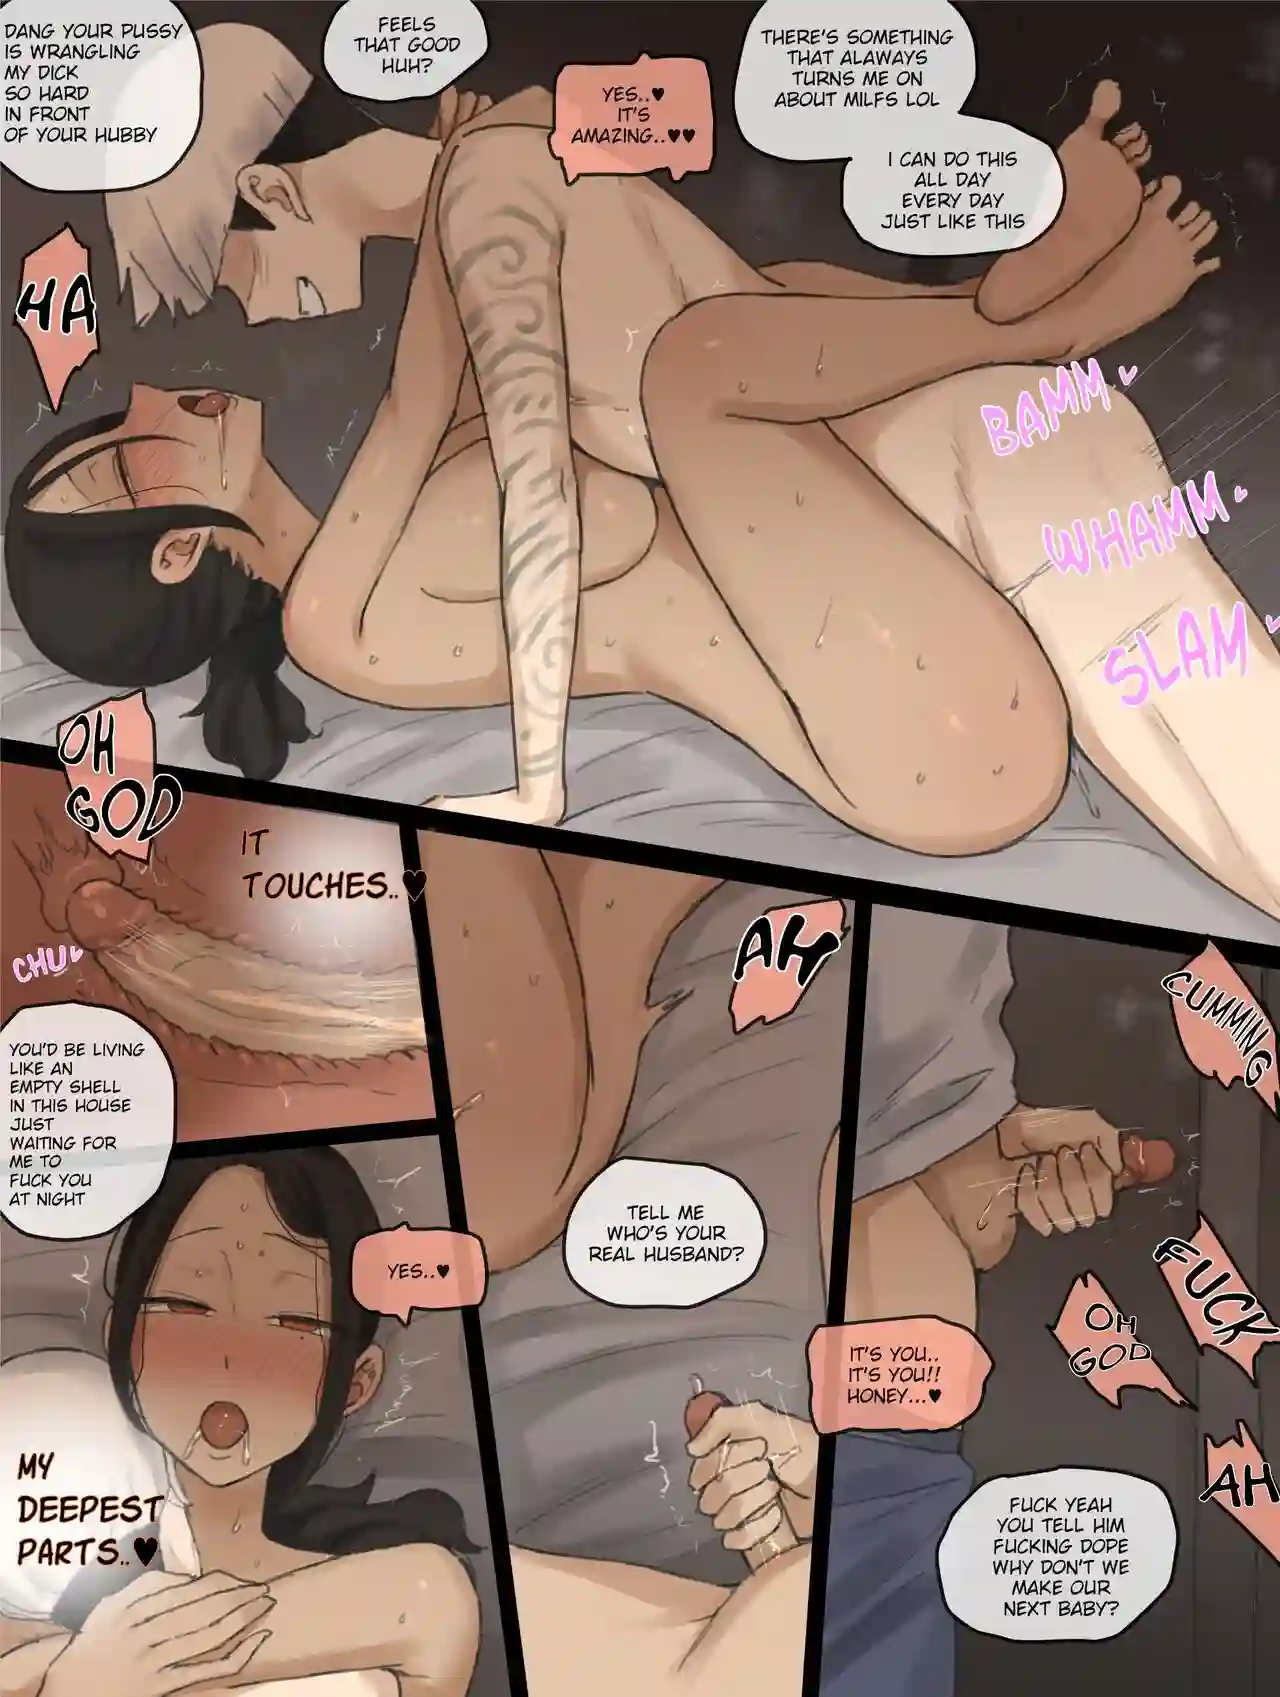 DANG YOUR PUSSY
IS WRANGLING
MY DICK
SO HARD
IN FRONT
OF YOUR HUBBY
FEELS
THAT GOOD
HUH?
YES..♥
IT'S
AMAZING..♥♥
THERE'S SOMETHING
THAT ALAWAYS
TURNS ME ON
ABOUT MILFS LOL
I CAN DO THIS
ALL DAY
EVERY DAY
JUST LIKE THIS
HA
BAMM♥
WHAMM♥
SLAM♥
OH
GOD
IT
TOUCHES..♥
CHU♥
YOU'D BE LIVING
LIKE AN
EMPTY SHELL
IN THIS HOUSE
JUST
WAITING FOR
ME TO
FUCK YOU
AT NIGHT
YES..♥
MY
DEEPEST
PARTS..♥
AH
TELL ME
WHO'S YOUR
REAL HUSBAND?
CUMMING
IT'S YOU..
IT'S YOU!!
HONEY...♥
FUCK
OH
GOD
AH
FUCK YEAH
YOU TELL HIM
FUCKING DOPE
WHY DON'T WE
MAKE OUR
NEXT BABY?